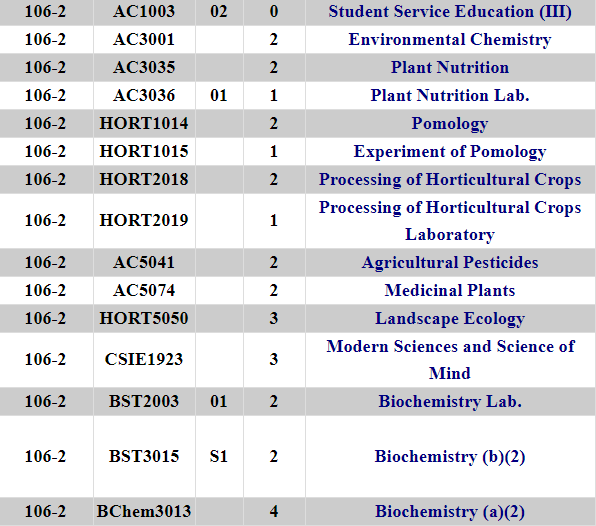 106-2 AC1003 02 0 Student Service Education (III)
106-2 AC3001 2 Environmental Chemistry
106-2 AC3035 2 Plant Nutrition
106-2 AC3036 01 1 Plant Nutrition Lab.
106-2 HORT1014 2 Pomology
106-2 HORT1015 1 Experiment of Pomology
106-2 HORT2018 2 Processing of Horticultural Crops
106-2 HORT2019 1 Processing of Horticultural Crops
Laboratory
106-2 AC5041 2 Agricultural Pesticides
106-2 AC5074 2 Medicinal Plants
106-2 HORT5050 3 Landscape Ecology
106-2 CSIE1923 3 Modern Sciences and Science of
Mind
106-2 BST2003 01 2 Biochemistry Lab.
106-2 BST3015 S1 2 Biochemistry (b)(2)
106-2 BChem3013 4 Biochemistry (a)(2)